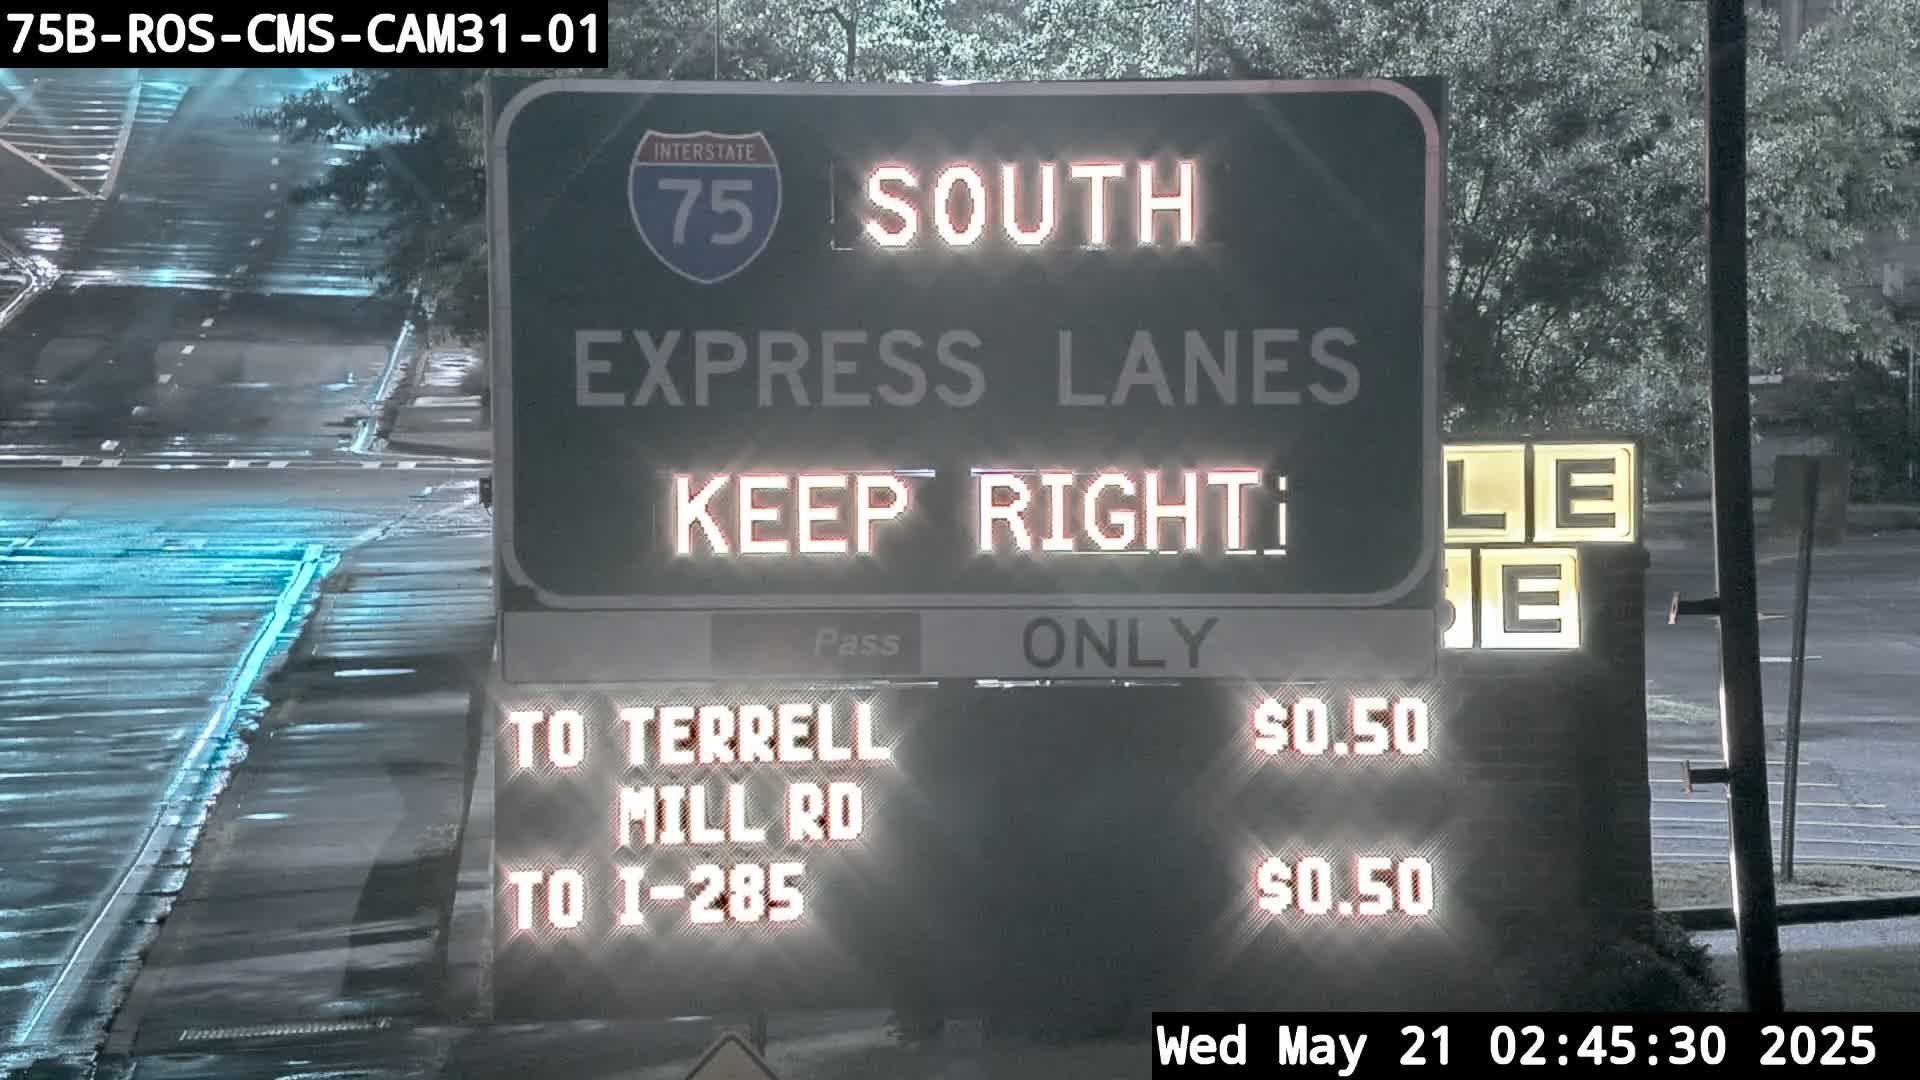 75B-ROS-CMS-CAM31-01
INTERSTATE
75
SOUTH
EXPRESS LANES
KEEP RIGHT
Pass ONLY
TO TERRELL $0.50
MILL RD
TO I-285 $0.50
LE
E
Wed May 21 02:45:30 2025